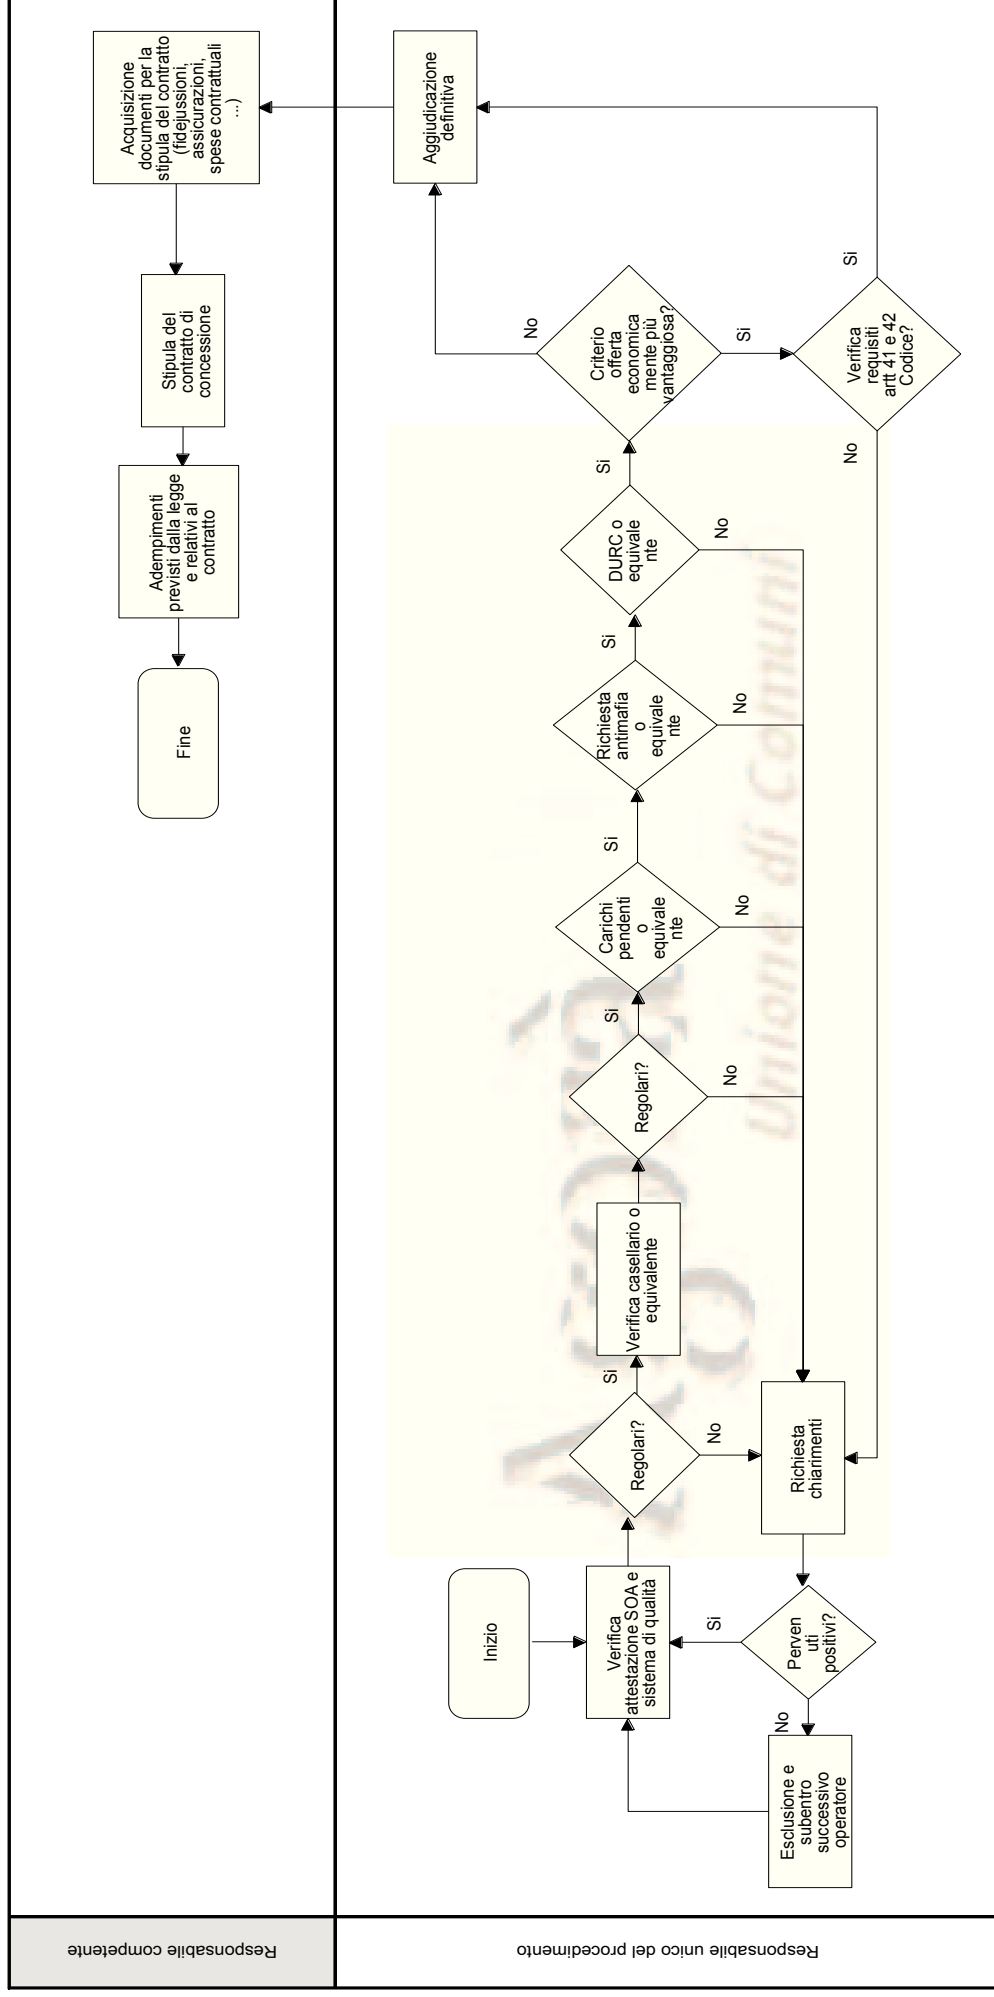 Responsabile competente
Acquisizione
documenti per la
stipula del contratto
(fidejussioni,
assicurazioni,
spese contrattuali
...)
Stipula del
contratto di
concessione
Adempimenti
previsti dalla legge
e relativi al
contratto
Fine
Responsabile unico del procedimento
Inizio
Verifica
attestazione SOA e
sistema di qualità
Regolari?
Si
No
Verifica casellario o
equivalente
Regolari?
Si
No
Carichi
pendenti
o
equivale
nte
Si
No
Richiesta
antimafia
o
equivale
nte
Si
No
DURC o
equivale
nte
Si
No
Criterio
offerta
economica
mente più
vantaggiosa?
No
Si
Aggiudicazione
definitiva
Verifica
requisiti
artt 41 e 42
Codice?
Si
No
Richiesta
chiarimenti
Perven
uti
positivi?
Si
No
Esclusione e
subentro
successivo
operatore
Unione di Comuni